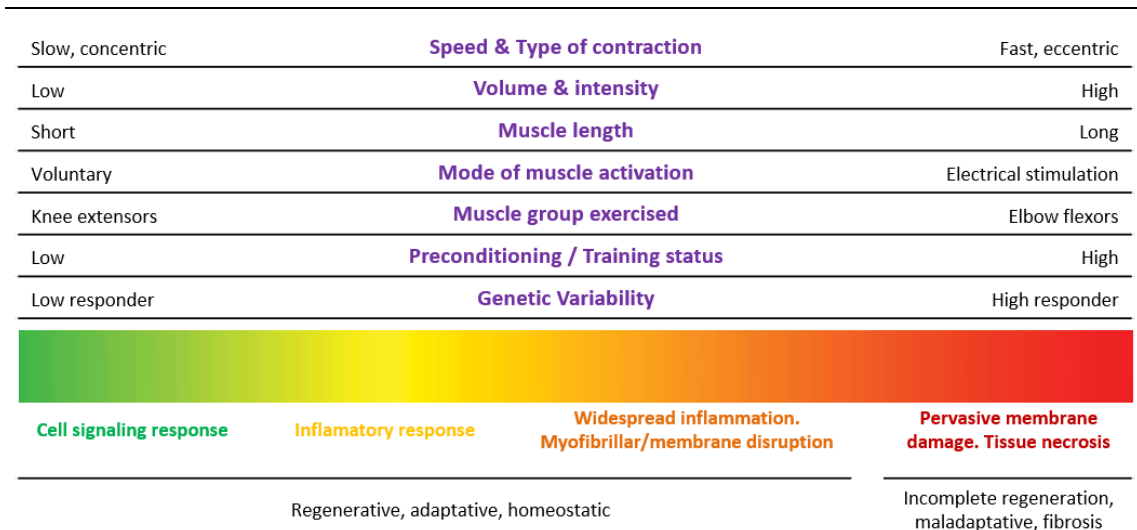 Slow, concentric Speed & Type of contraction Fast, eccentric
Low Volume & intensity High
Short Muscle length Long
Voluntary Mode of muscle activation Electrical stimulation
Knee extensors Muscle group exercised Elbow flexors
Low Preconditioning / Training status High
Low responder Genetic Variability High responder
Cell signaling response
Inflamatory response
Widespread inflammation.
Myofibrillar/membrane disruption
Pervasive membrane
damage. Tissue necrosis
Regenerative, adaptative, homeostatic
Incomplete regeneration,
maladaptative, fibrosis